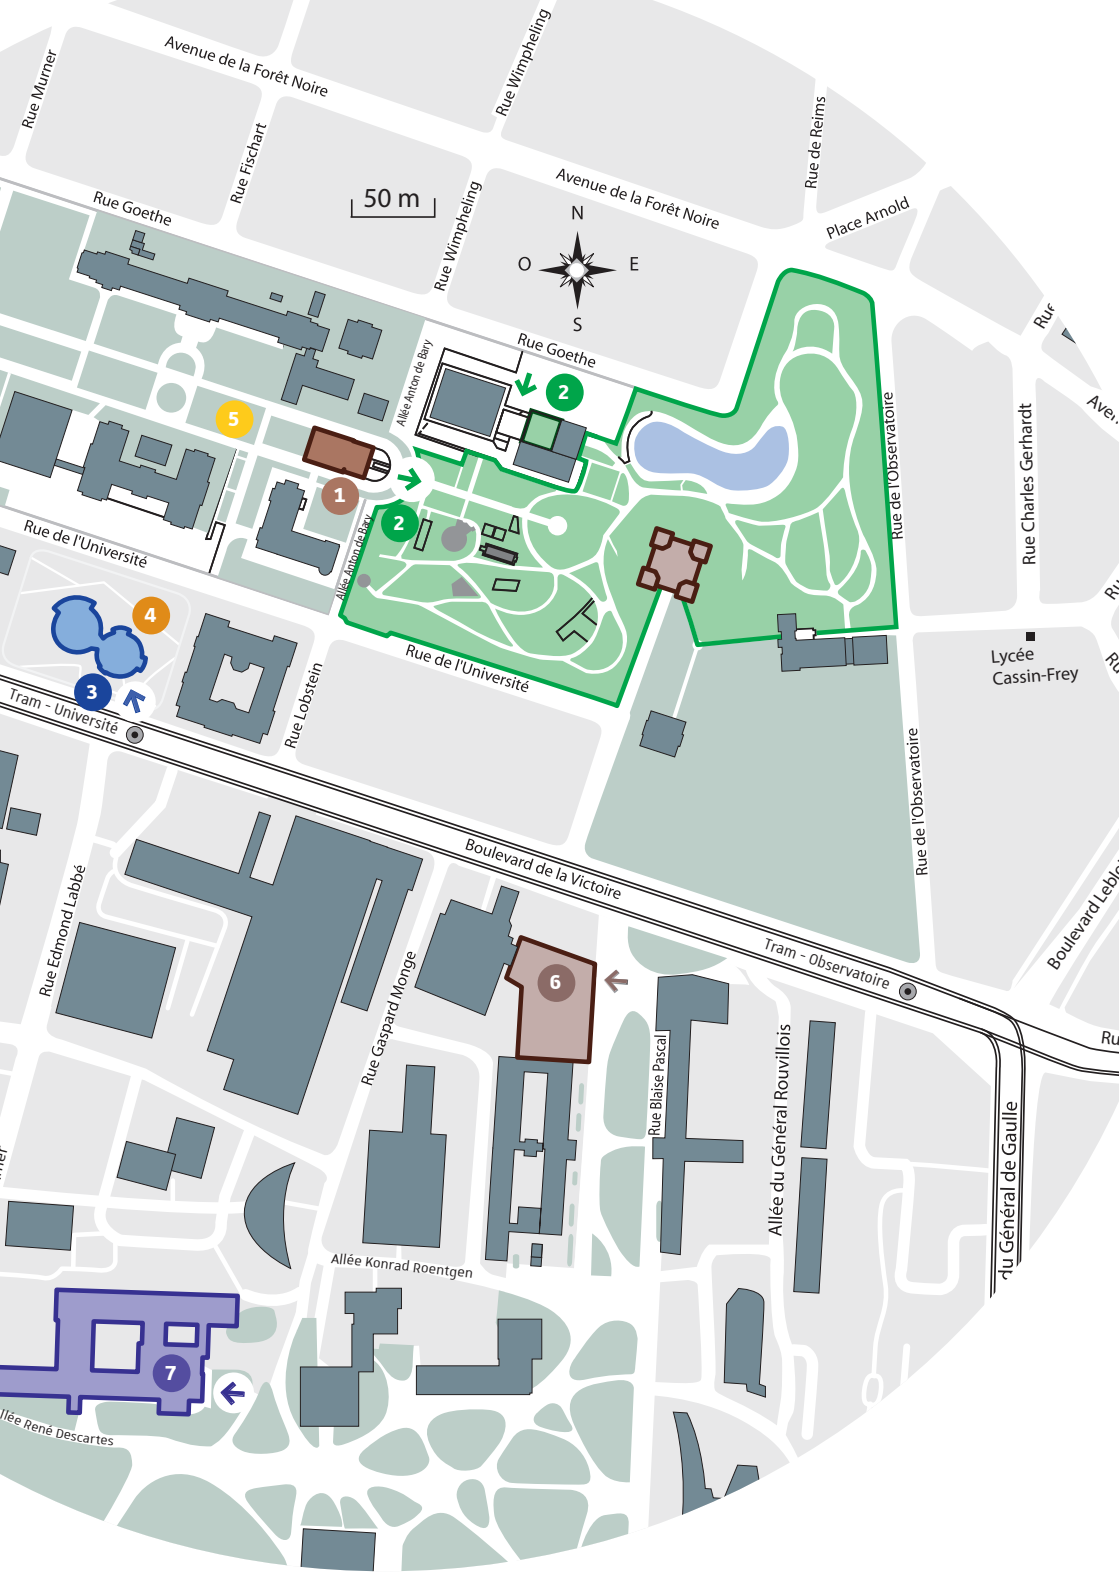 Avenue de la Forêt Noire
Rue Murner
Rue Fischart
Rue Wimpheling
Rue de Reims
Avenue de la Forêt Noire
Place Arnold
Rue Goethe
50 m
Rue Wimpheling
N
O
E
S
Rue
Rue Goethe
Allée Anton de Bary
2
5
1
2
Rue de l'Observatoire
Rue Charles Gerhardt
Rue de l'Université
Allée Anton de Bary
4
3
Rue de l'Université
Lycée
Cassin-Frey
Tram - Université
Rue Lobstein
Rue de l'Observatoire
Boulevard de la Victoire
Rue Edmond Labbé
Rue Gaspard Monge
6
Tram - Observatoire
Rue Blaise Pascal
Allée du Général Rouvillois
du Général de Gaulle
Allée Konrad Roentgen
7
llée René Descartes